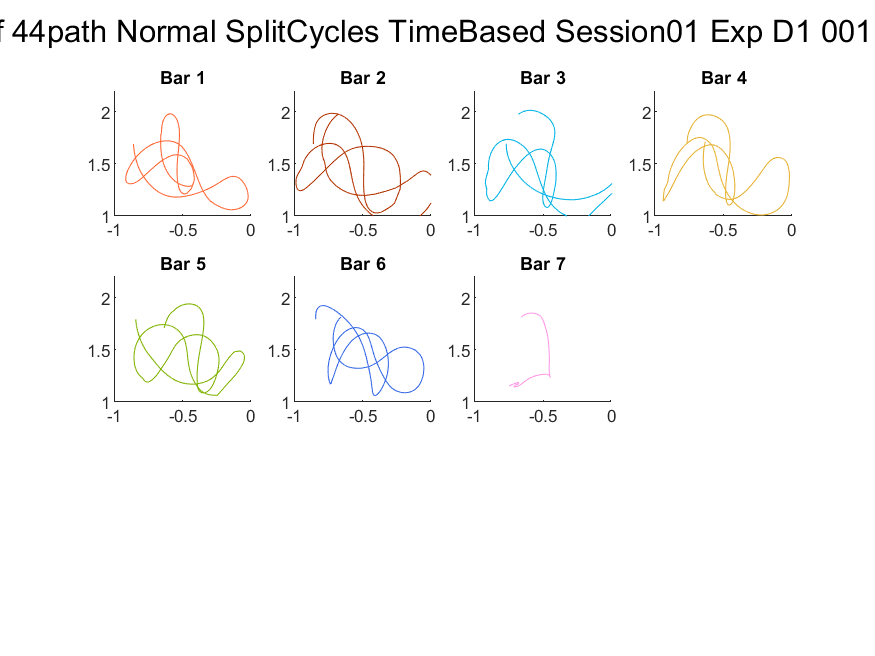 f 44path Normal SplitCycles TimeBased Session01 Exp D1 001
Bar 1 Bar 2 Bar 3 Bar 4
2 2 2 2
1.5 1.5 1.5 1.5
1 1 1 1
-1 -0.5 0 -1 -0.5 0 -1 -0.5 0 -1 -0.5 0
Bar 5 Bar 6 Bar 7
2 2 2
1.5 1.5 1.5
1 1 1
-1 -0.5 0 -1 -0.5 0 -1 -0.5 0